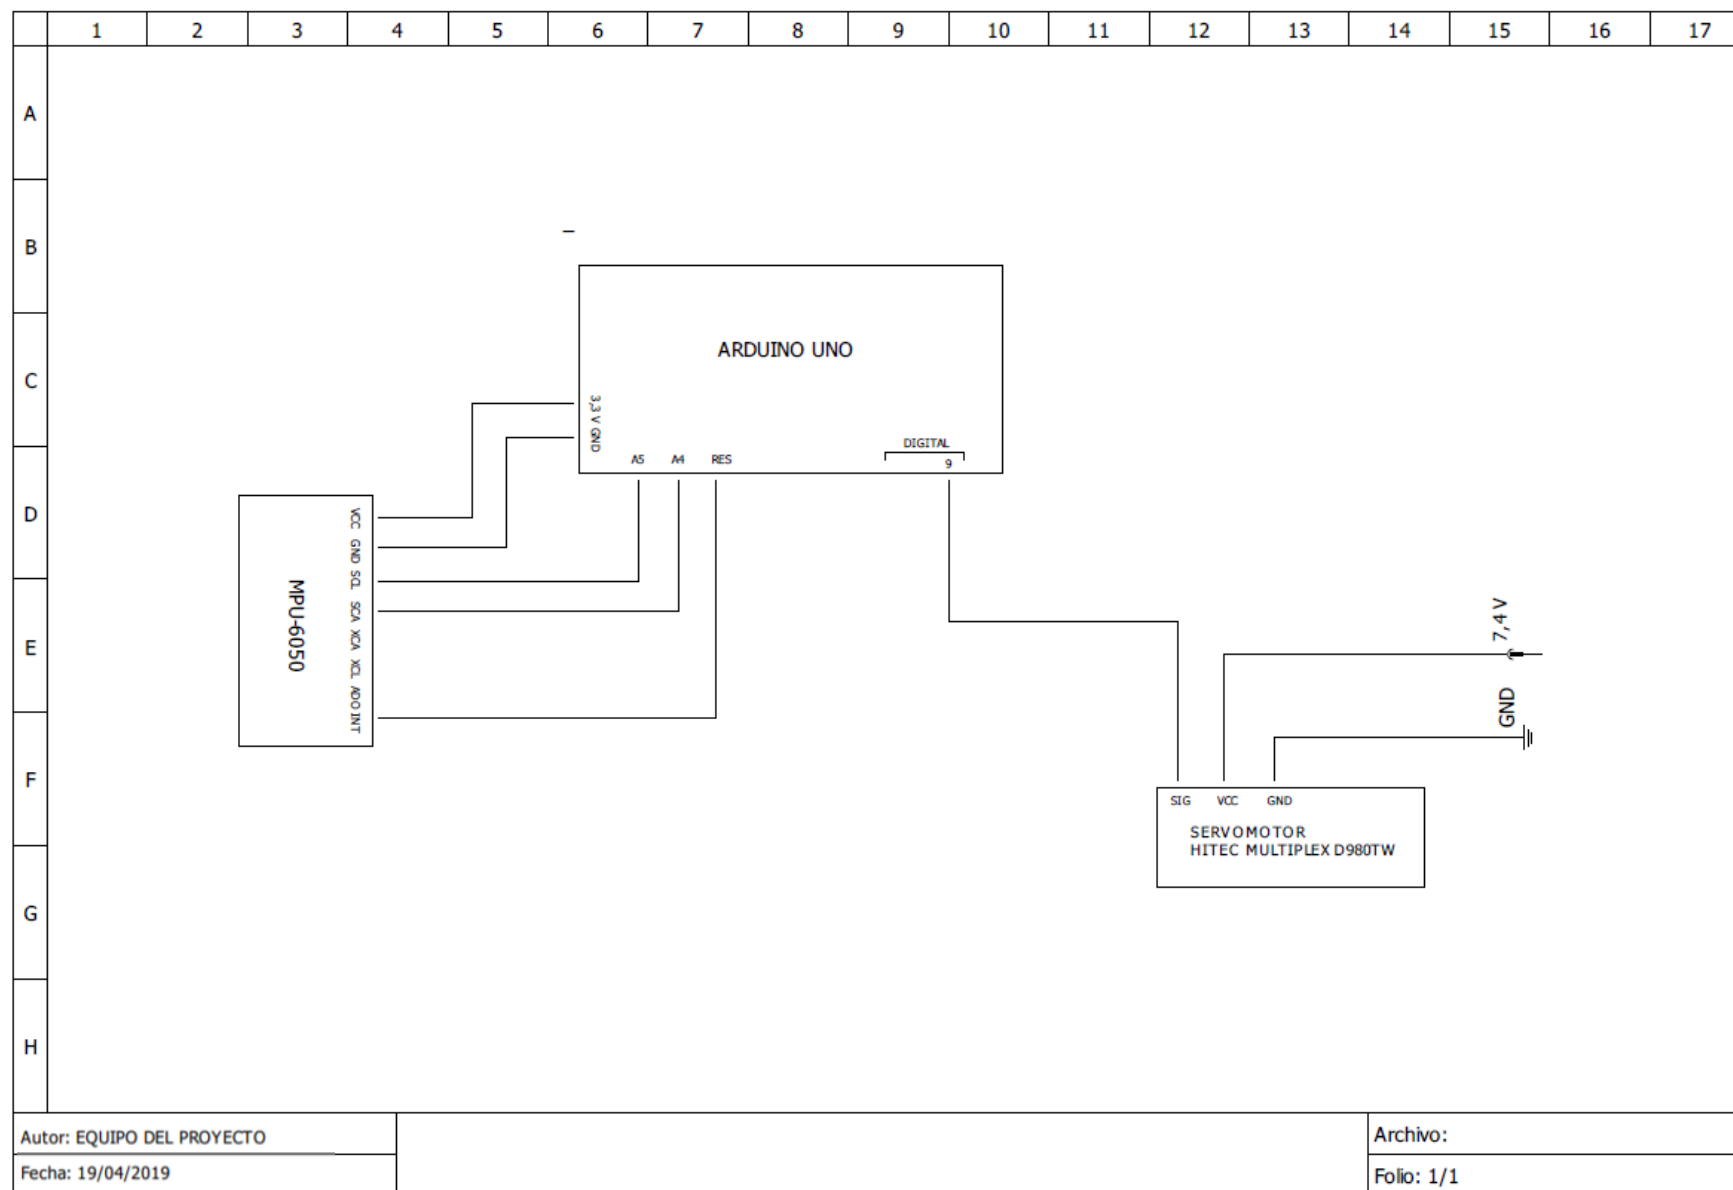 1 2 3 4 5 6 7 8 9 10 11 12 13 14 15 16 17
A
B
C
D
E
F
G
H
ARDUINO UNO
3,3 V GND
A5 A4 RES
DIGITAL
9
MPU-6050
VCC GND SCL SCA XCA XCL ADO INT
7,4 V
GND
SIG VCC GND
SERVOMOTOR
HITEC MULTIPLEX D980TW
Autor: EQUIPO DEL PROYECTO
Fecha: 19/04/2019
Archivo:
Folio: 1/1